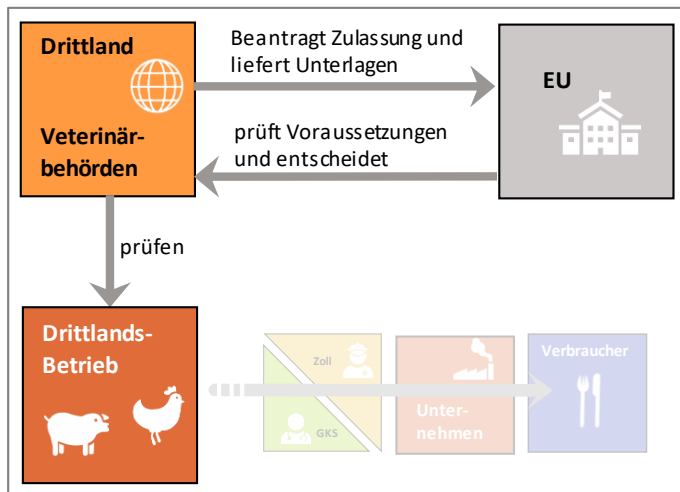 Drittland
Veterinär-
behörden
Beantragt Zulassung und
liefert Unterlagen
EU
prüft Voraussetzungen
und entscheidet
prüfen
Drittlands-
Betrieb
Zoll
GKS
Unter-
nehmen
Verbraucher